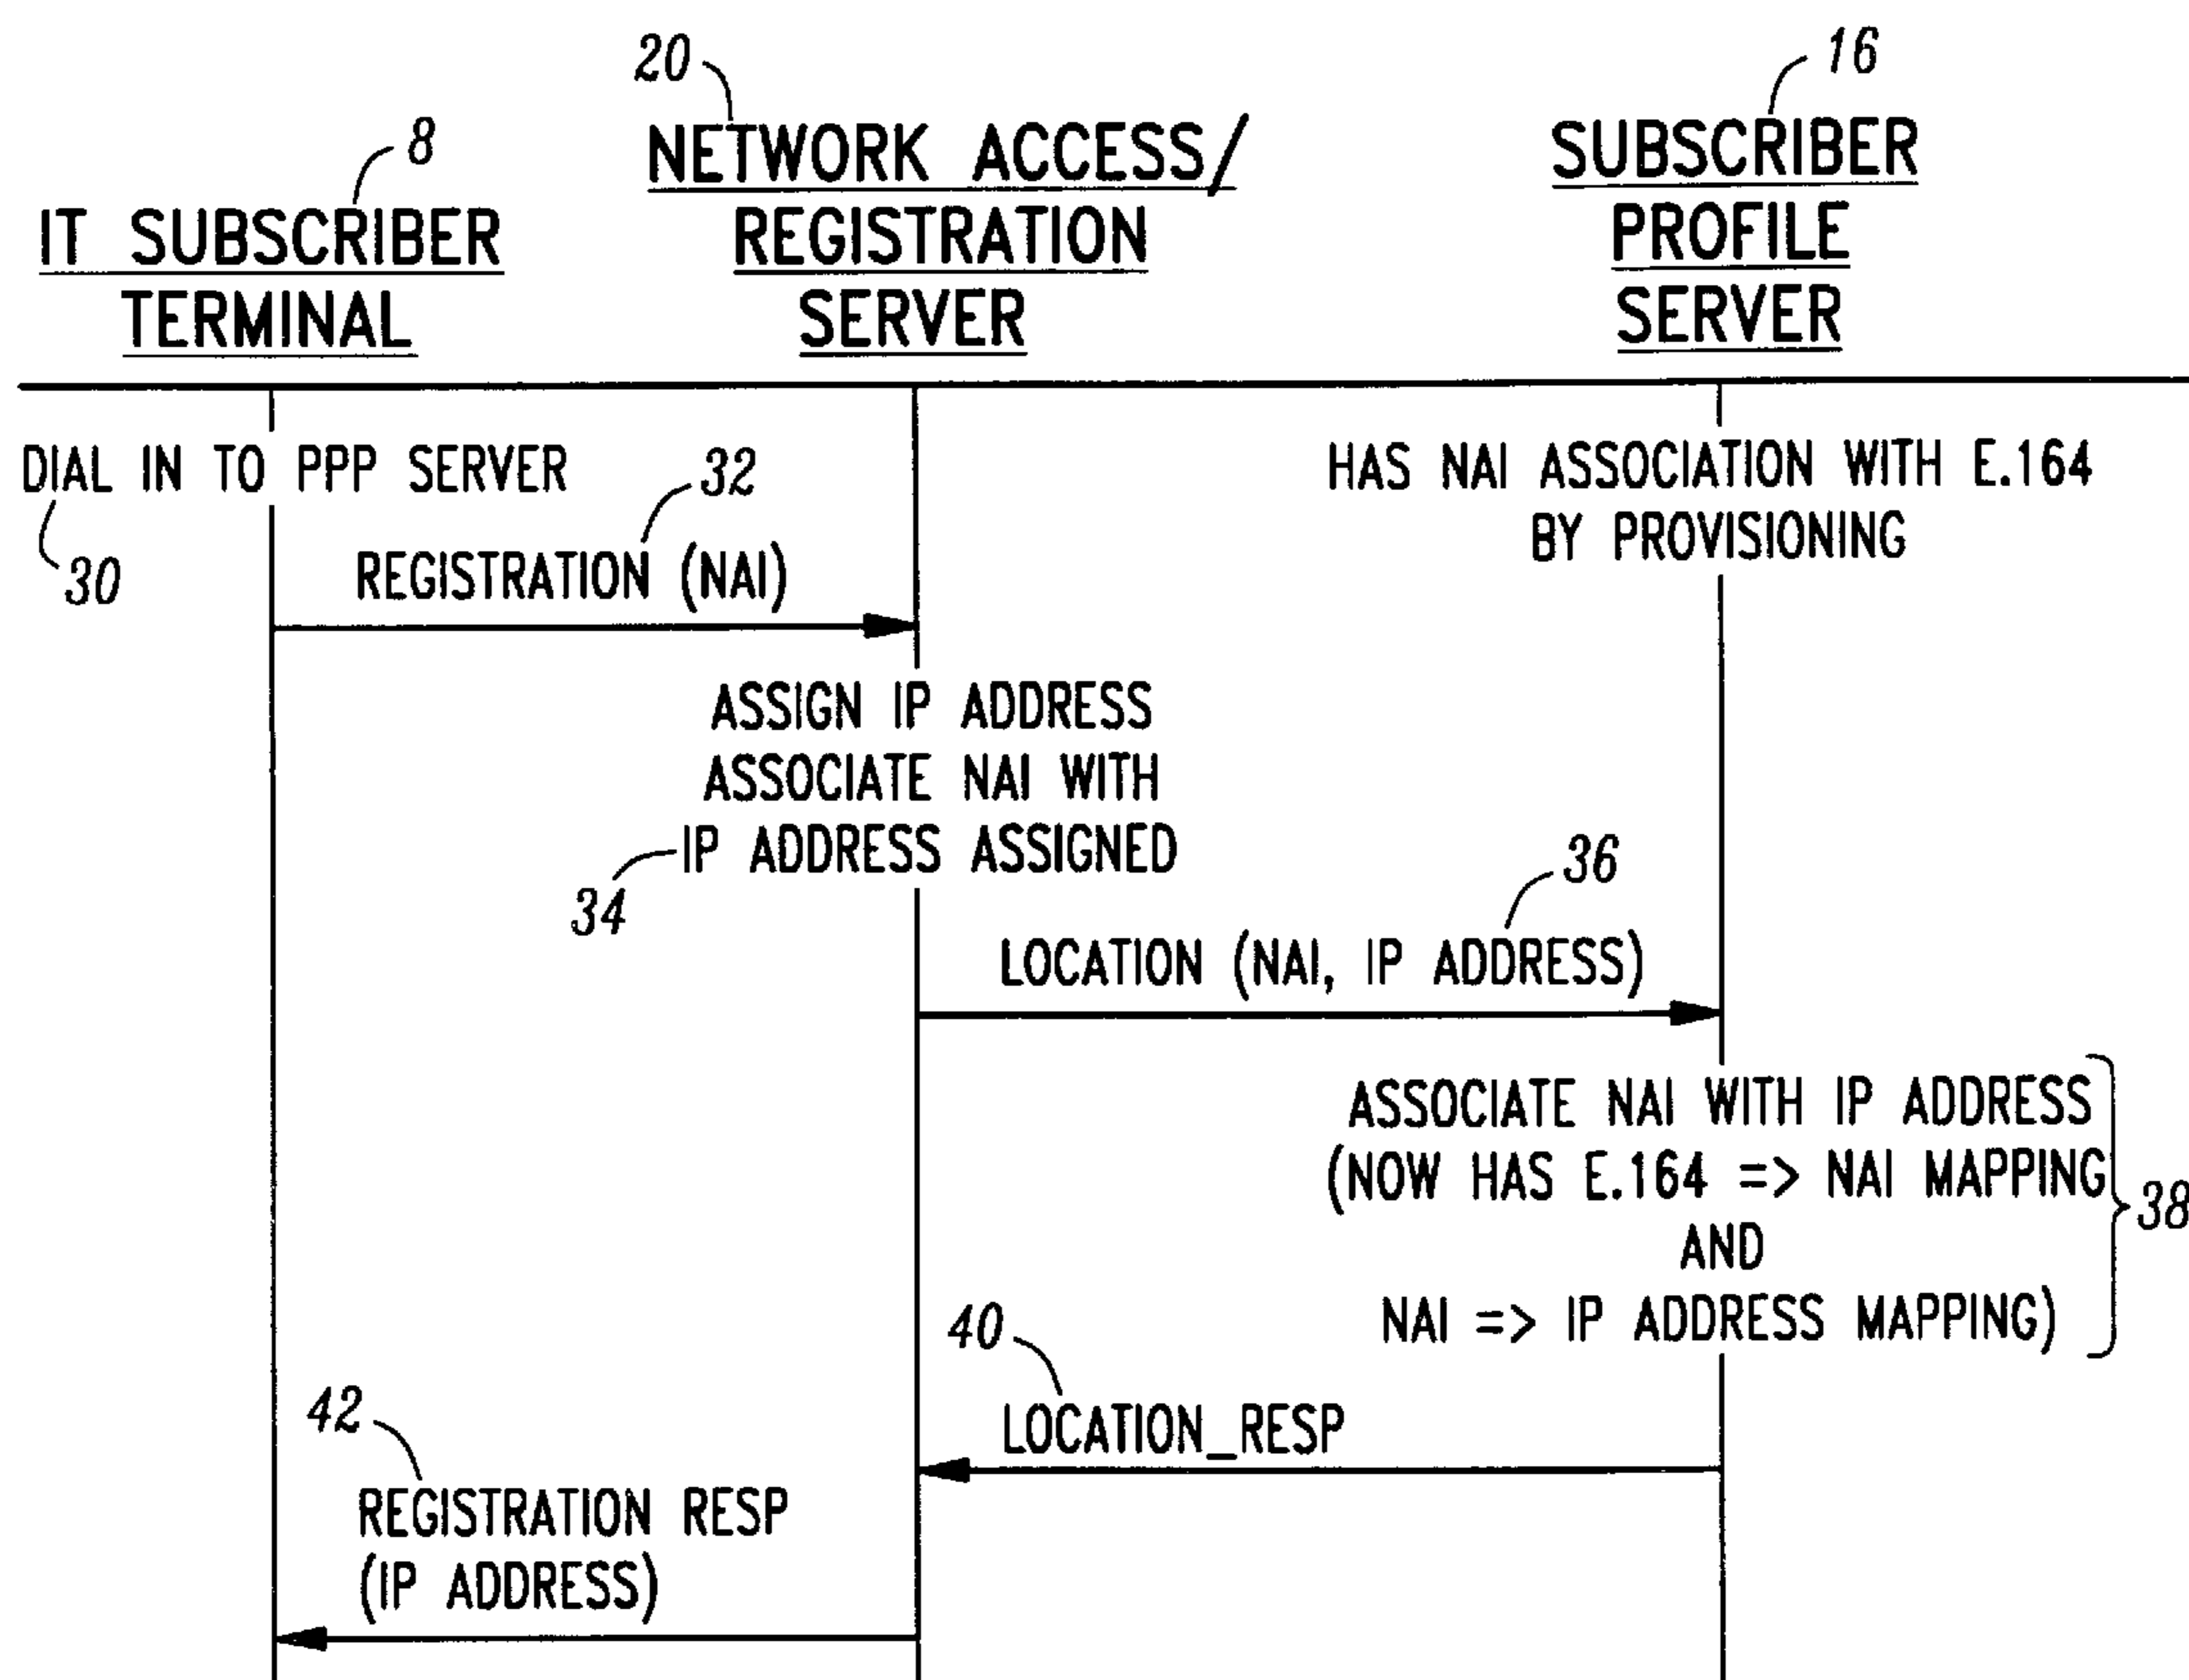 20
16
8
NETWORK ACCESS/
REGISTRATION
SERVER
SUBSCRIBER
PROFILE
SERVER
IT SUBSCRIBER
TERMINAL
DIAL IN TO PPP SERVER
30
32
REGISTRATION (NAI)
HAS NAI ASSOCIATION WITH E.164
BY PROVISIONING
ASSIGN IP ADDRESS
ASSOCIATE NAI WITH
IP ADDRESS ASSIGNED
34
36
LOCATION (NAI, IP ADDRESS)
ASSOCIATE NAI WITH IP ADDRESS
(NOW HAS E.164 => NAI MAPPING
AND
NAI => IP ADDRESS MAPPING)
38
40
LOCATION_RESP
42
REGISTRATION RESP
(IP ADDRESS)